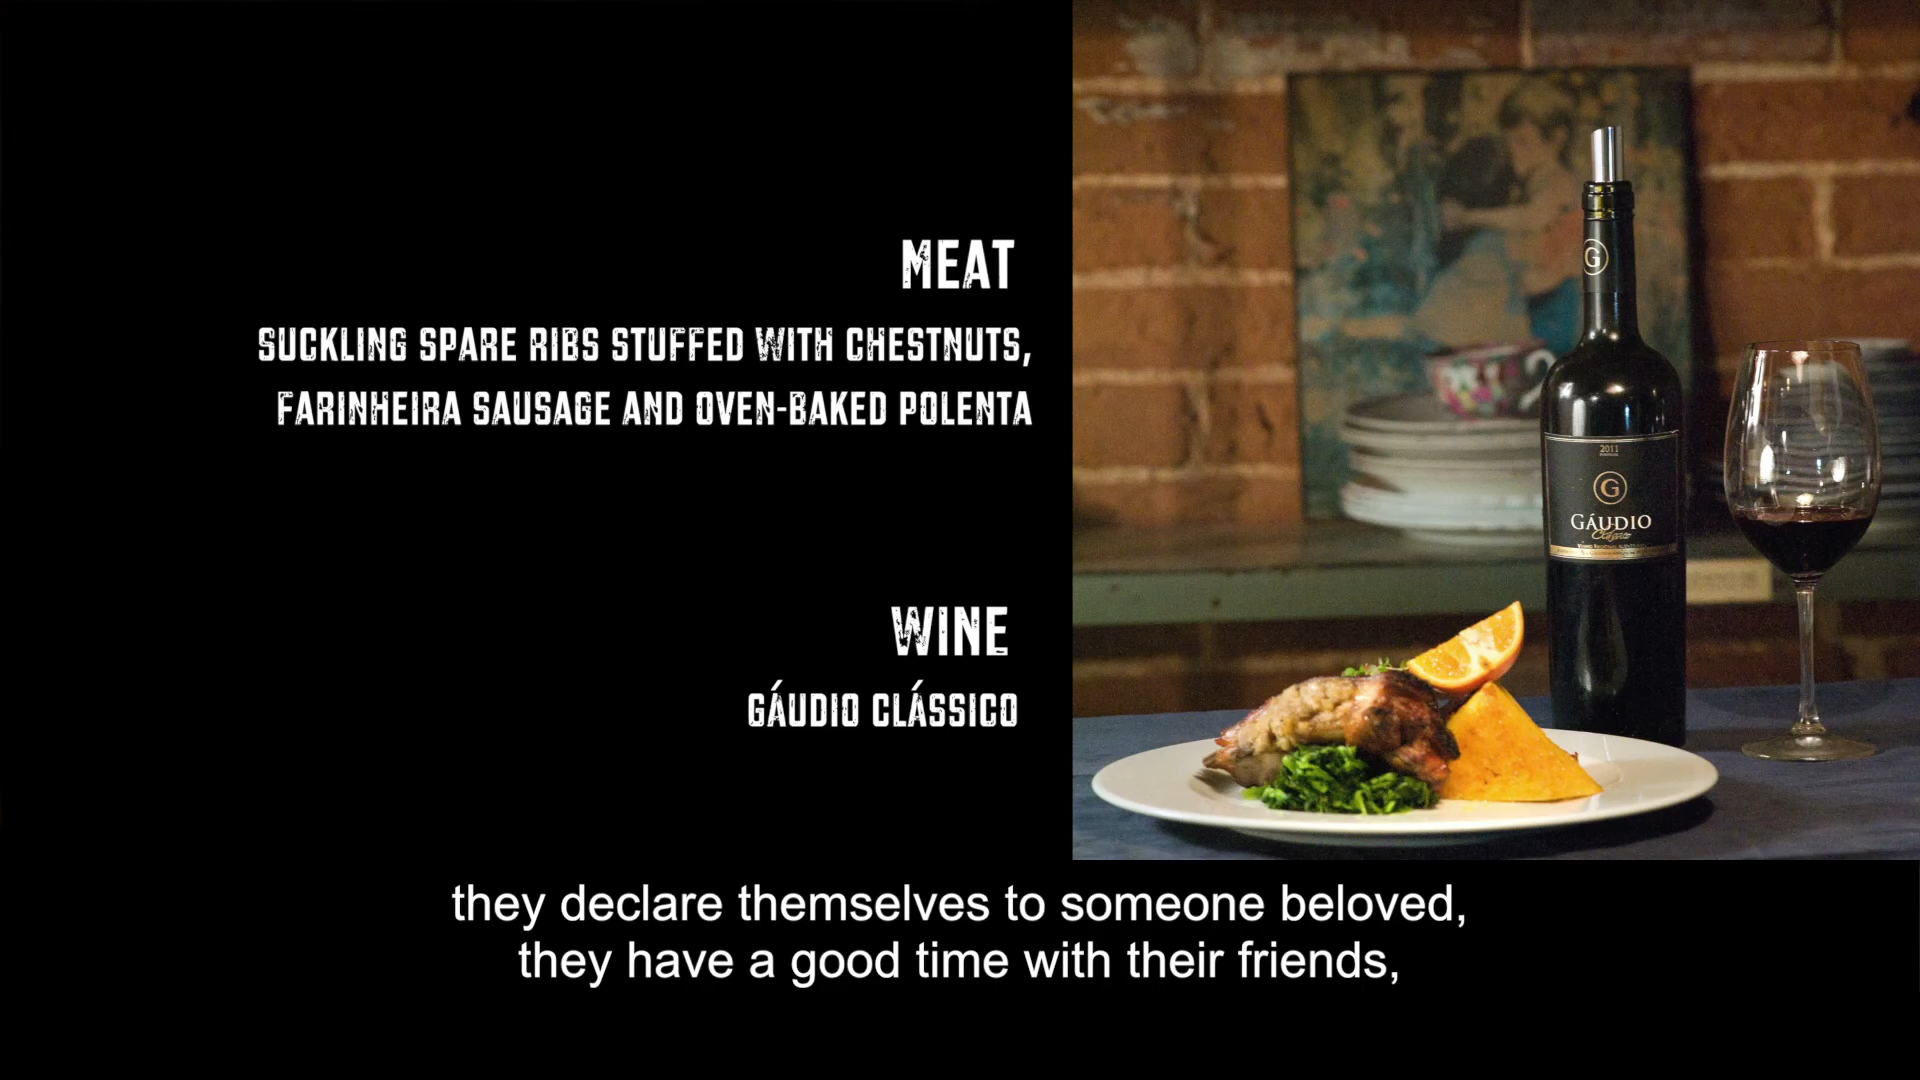 MEAT
SUCKLING SPARE RIBS STUFFED WITH CHESTNUTS,
FARINHEIRA SAUSAGE AND OVEN-BAKED POLENTA
WINE
GÁUDIO CLÁSSICO
G
2011
G
GÁUDIO
they declare themselves to someone beloved,
they have a good time with their friends,